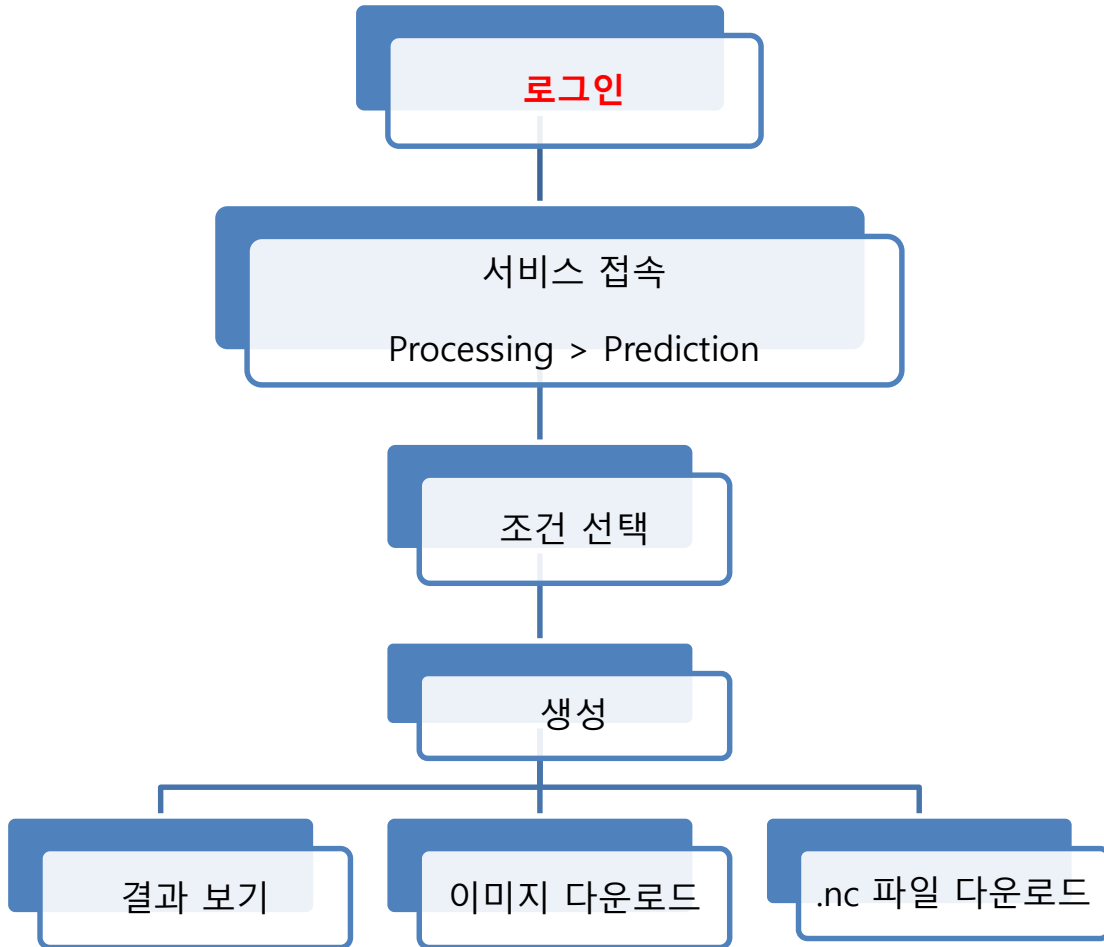 로그인
서비스 접속
Processing > Prediction
조건 선택
생성
결과 보기
이미지 다운로드
.nc 파일 다운로드